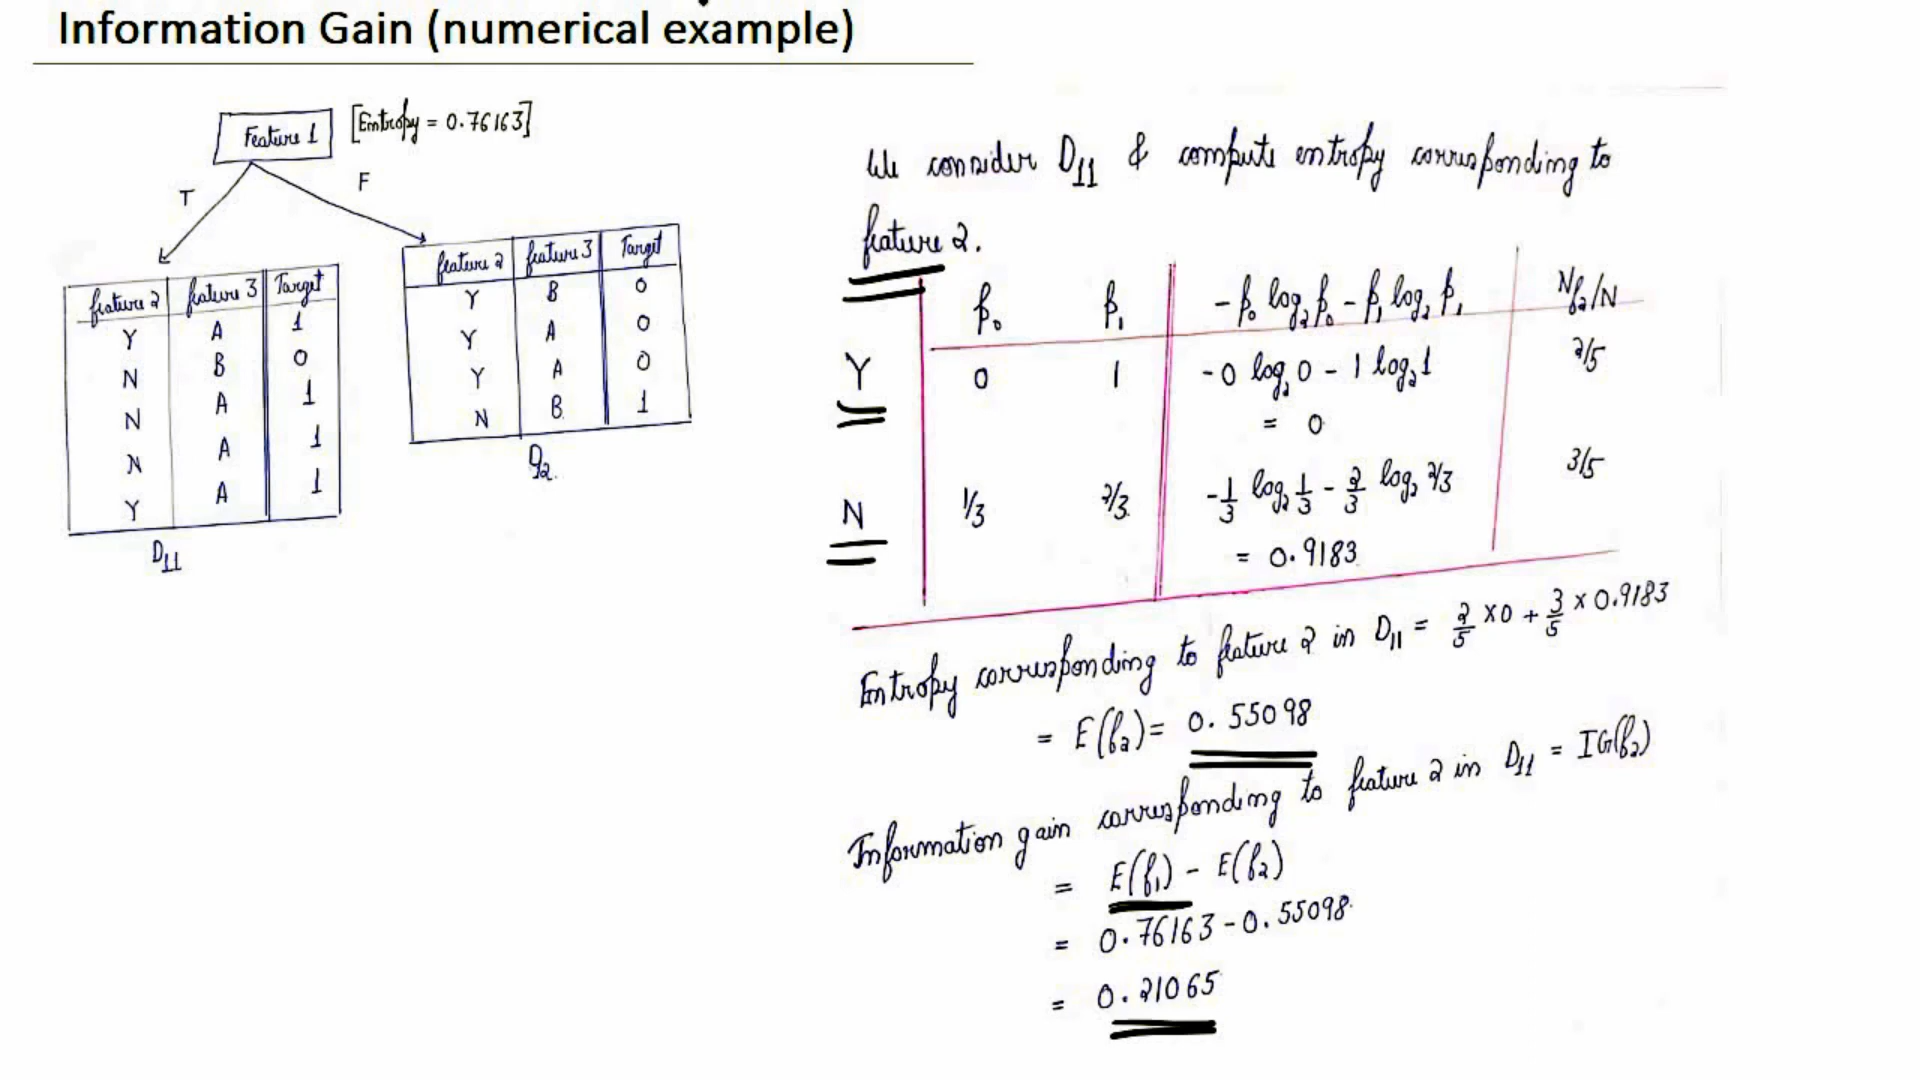 Information Gain (numerical example)
Feature 1 [Entropy = 0.76163]
T F
feature 2 feature 3 Target
Y A 1
N B 0
N A 1
N A 1
Y A 1
D11
feature 2 feature 3 Target
Y B 0
Y A 0
Y A 0
N B 1
D12
We consider D11 & compute entropy corresponding to
feature 2.
p0 p1 -p0 log2 p0 - p1 log2 p1 Nf2/N
Y 0 1 -0 log2 0 - 1 log2 1 2/5
= 0
N 1/3 2/3 -1/3 log2 1/3 - 2/3 log2 2/3 3/5
= 0.9183
Entropy corresponding to feature 2 in D11 = 2/5 x 0 + 3/5 x 0.9183
= E(f2) = 0.55098
Information gain corresponding to feature 2 in D11 = IG(f2)
= E(f1) - E(f2)
= 0.76163 - 0.55098
= 0.21065